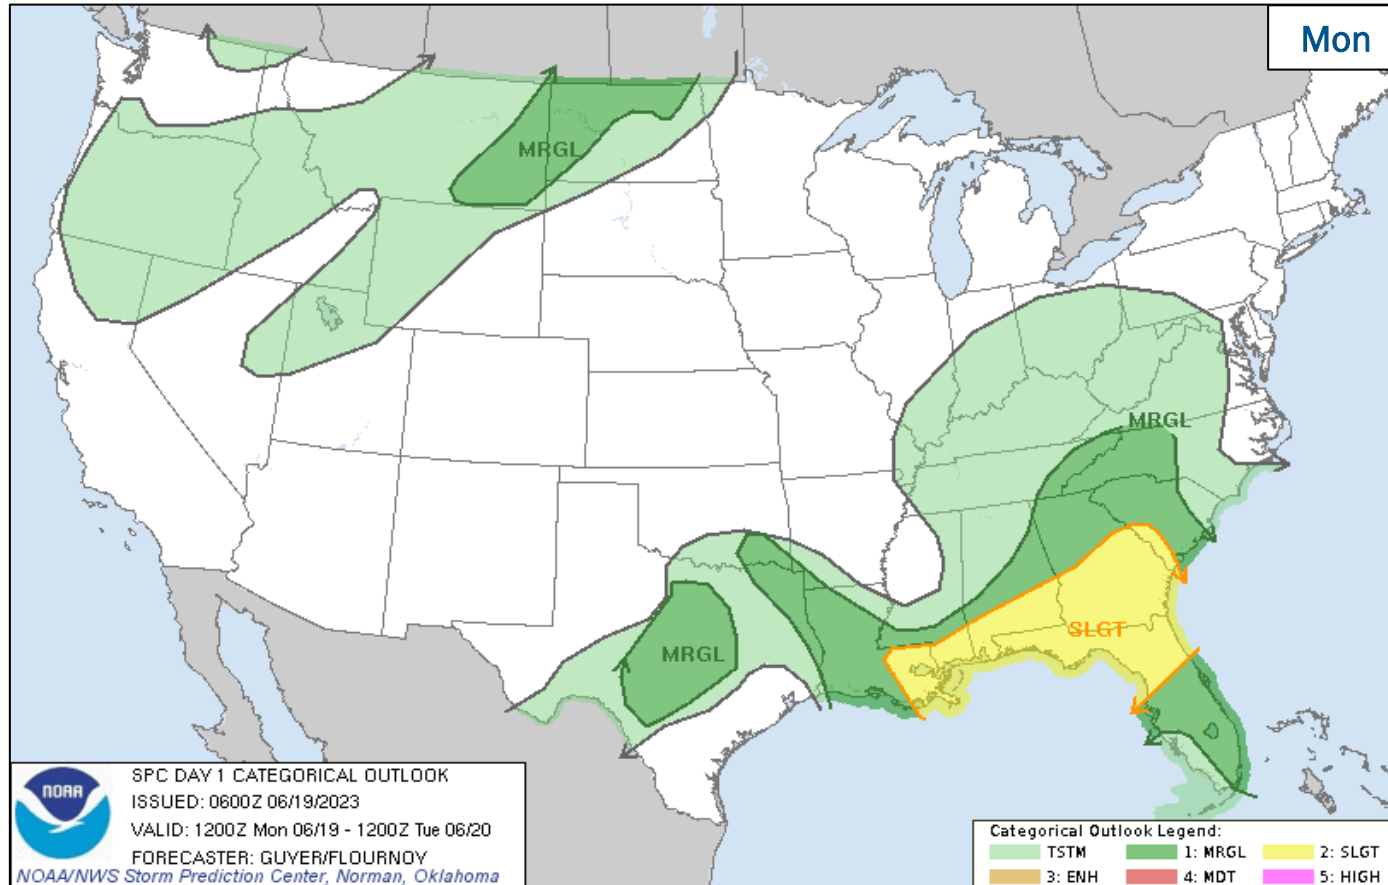 Mon
MRGL
MRGL
MRGL
SLGT
NOAA
SPC DAY 1 CATEGORICAL OUTLOOK
ISSUED: 0600Z 06/19/2023
VALID: 1200Z Mon 06/19 - 1200Z Tue 06/20
FORECASTER: GUYER/FLOURNOY
NOAA/NWS Storm Prediction Center, Norman, Oklahoma
Categorical Outlook Legend:
TSTM 1: MRGL 2: SLGT
3: ENH 4: MDT 5: HIGH